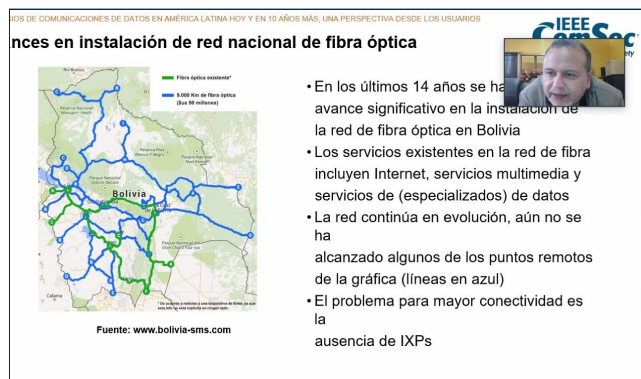 IOS DE COMUNICACIONES DE DATOS EN AMÉRICA LATINA HOY Y EN 10 AÑOS MÁS, UNA PERSPECTIVA DESDE LOS USUARIOS
IEEE
ComSoc
nces en instalación de red nacional de fibra óptica
Fibra óptica existente*
9.000 Km de fibra óptica
(Sus 90 millones)
Bolivia
Calama
Fuente: www.bolivia-sms.com
• En los últimos 14 años se ha
avance significativo en la instalación de
la red de fibra óptica en Bolivia
• Los servicios existentes en la red de fibra
incluyen Internet, servicios multimedia y
servicios de (especializados) de datos
• La red continúa en evolución, aún no se
ha
alcanzado algunos de los puntos remotos
de la gráfica (líneas en azul)
• El problema para mayor conectividad es
la
ausencia de IXPs